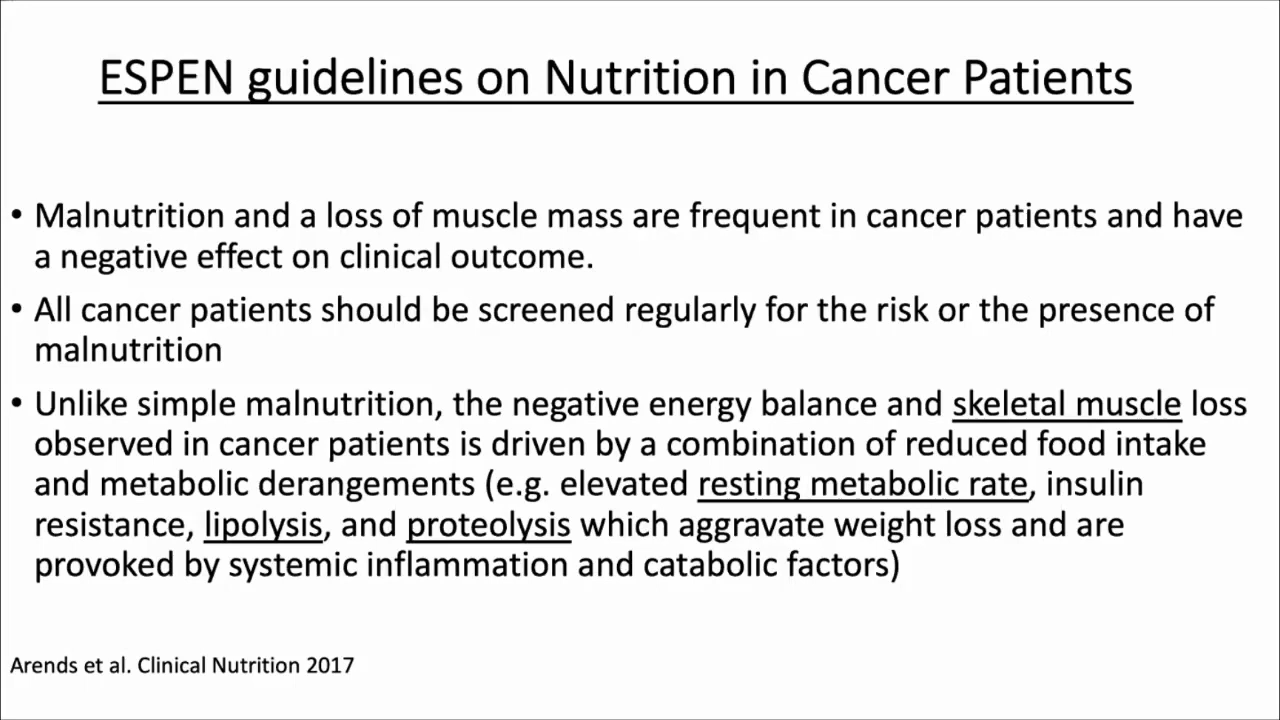 ESPEN guidelines on Nutrition in Cancer Patients
• Malnutrition and a loss of muscle mass are frequent in cancer patients and have
a negative effect on clinical outcome.
• All cancer patients should be screened regularly for the risk or the presence of
malnutrition
• Unlike simple malnutrition, the negative energy balance and skeletal muscle loss
observed in cancer patients is driven by a combination of reduced food intake
and metabolic derangements (e.g. elevated resting metabolic rate, insulin
resistance, lipolysis, and proteolysis which aggravate weight loss and are
provoked by systemic inflammation and catabolic factors)
Arends et al. Clinical Nutrition 2017